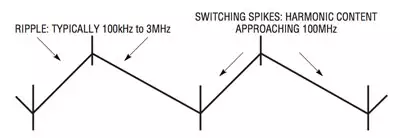 RIPPLE: TYPICALLY 100kHz to 3MHz
SWITCHING SPIKES: HARMONIC CONTENT
APPROACHING 100MHz